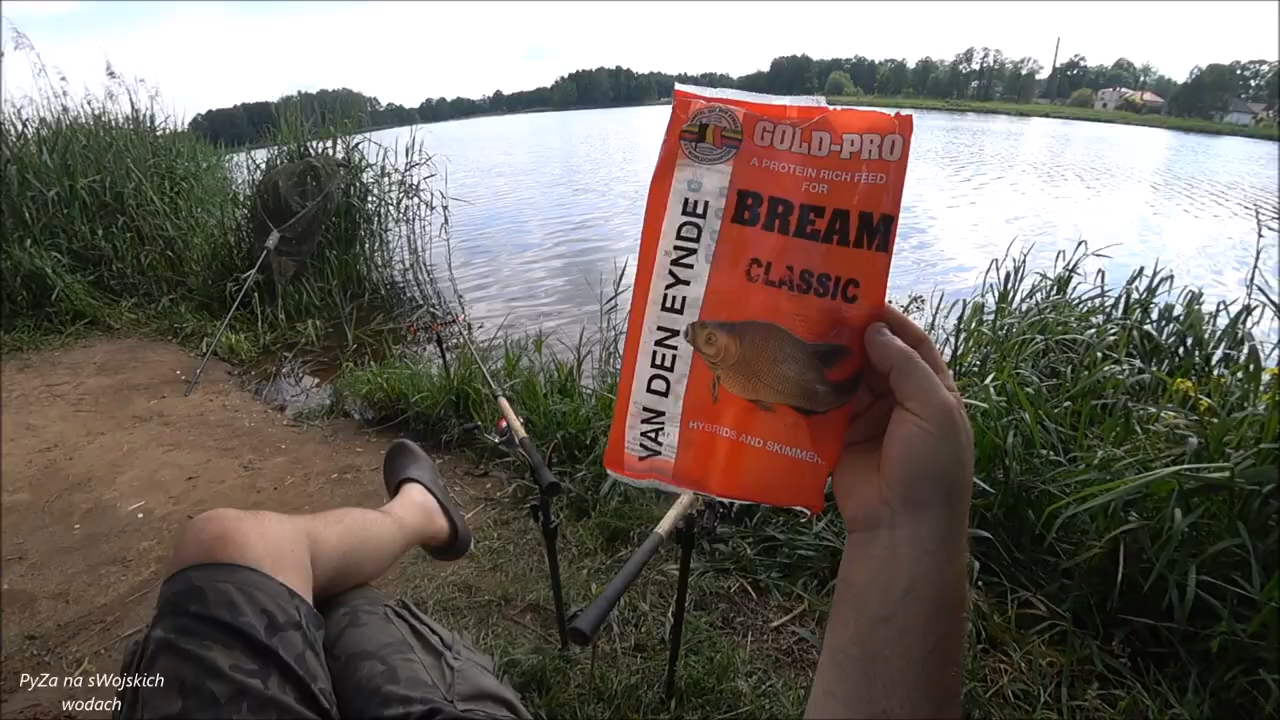 GOLD-PRO
A PROTEIN RICH FEED
FOR
BREAM
CLASSIC
VAN DEN EYNDE
HYBRIDS AND SKIMMER
PyZa na sWojskich
wodach